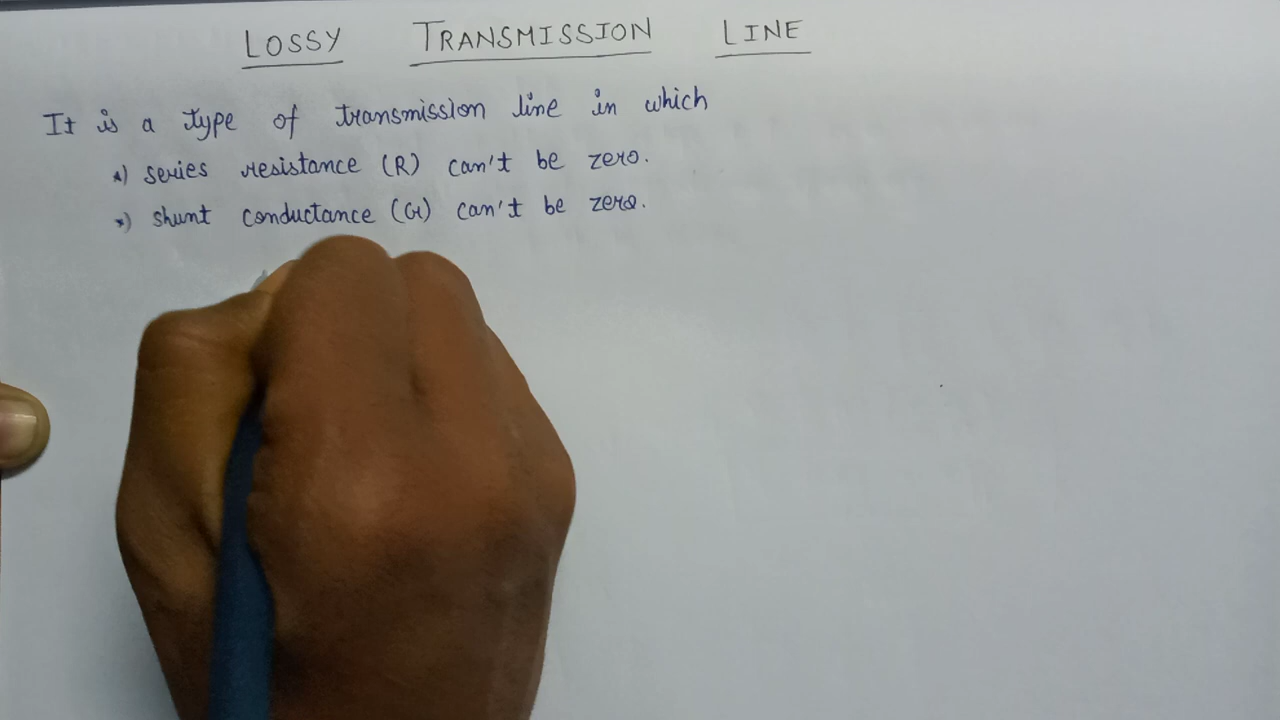 LOSSY TRANSMISSION LINE
It is a type of transmission line in which
*) series resistance (R) can't be zero.
*) shunt conductance (G) can't be zero.